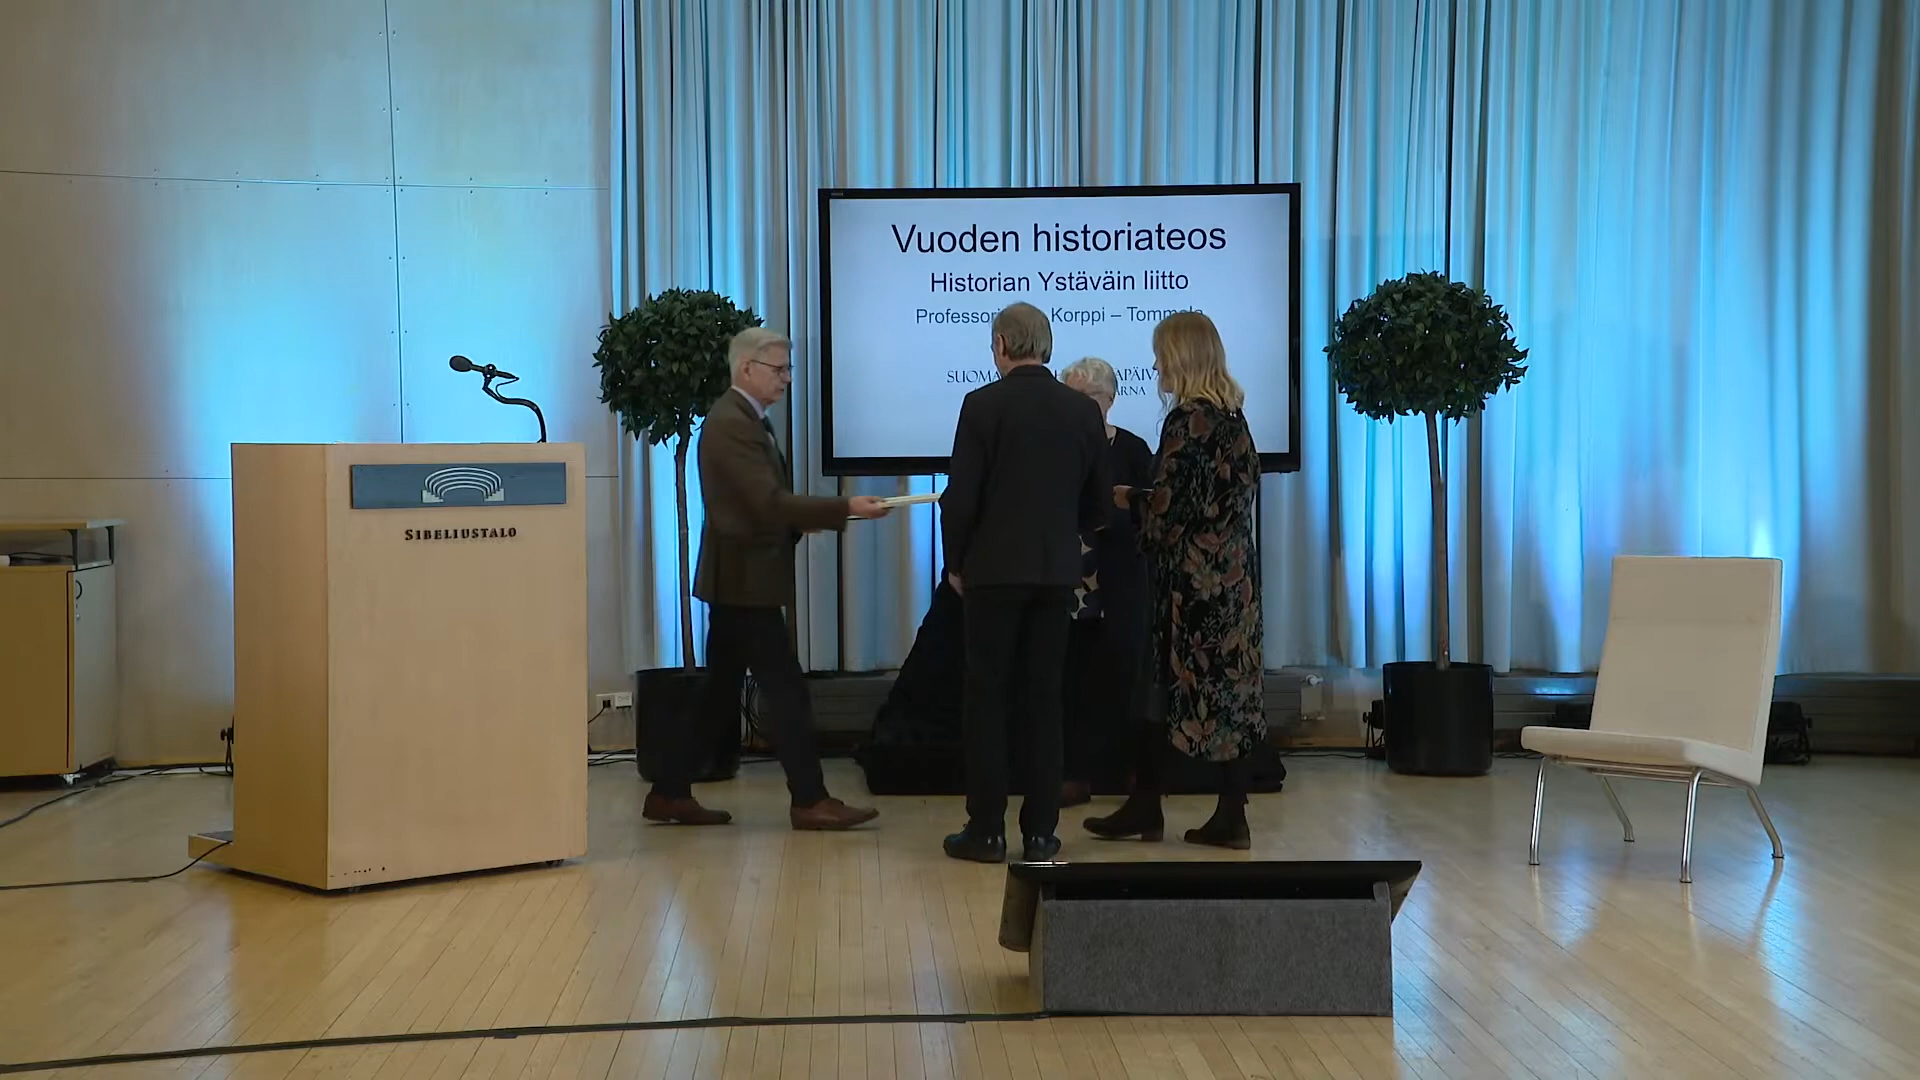 Vuoden historiateos
Historian Ystäväin liitto
Professori Korppi – Tommola
SIBELIUSTALO